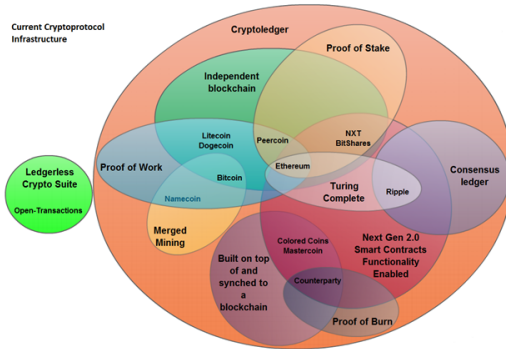 Current Cryptoprotocol
Infrastructure
Cryptoledger
Proof of Stake
Independent
blockchain
Litecoin
Dogecoin
Peercoin
NXT
BitShares
Proof of Work
Ethereum
Bitcoin
Turing
Complete
Ripple
Consensus
ledger
Ledgerless
Crypto Suite
Open-Transactions
Namecoin
Merged
Mining
Next Gen 2.0
Smart Contracts
Functionality
Enabled
Colored Coins
Mastercoin
Built on top
of and
synched to
a
blockchain
Counterparty
Proof of Burn